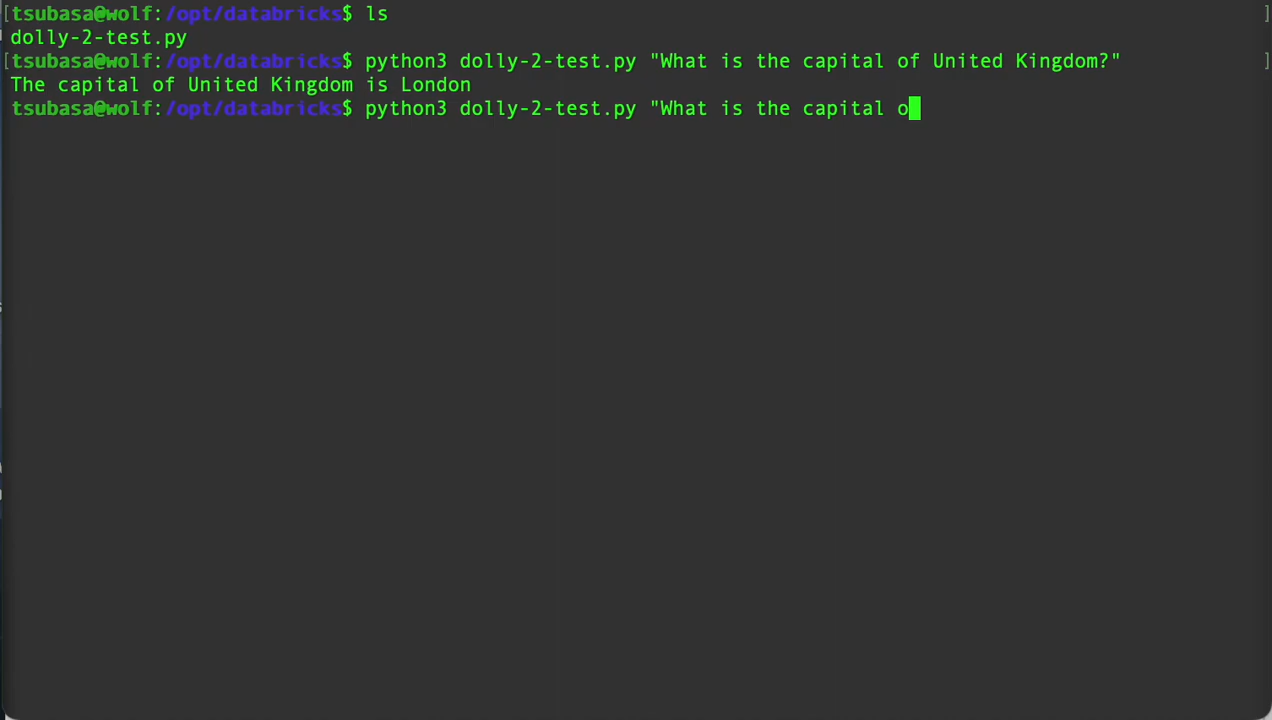 [tsubasa@wolf:/opt/databricks$ ls ]
dolly-2-test.py
[tsubasa@wolf:/opt/databricks$ python3 dolly-2-test.py "What is the capital of United Kingdom?" ]
The capital of United Kingdom is London
tsubasa@wolf:/opt/databricks$ python3 dolly-2-test.py "What is the capital o